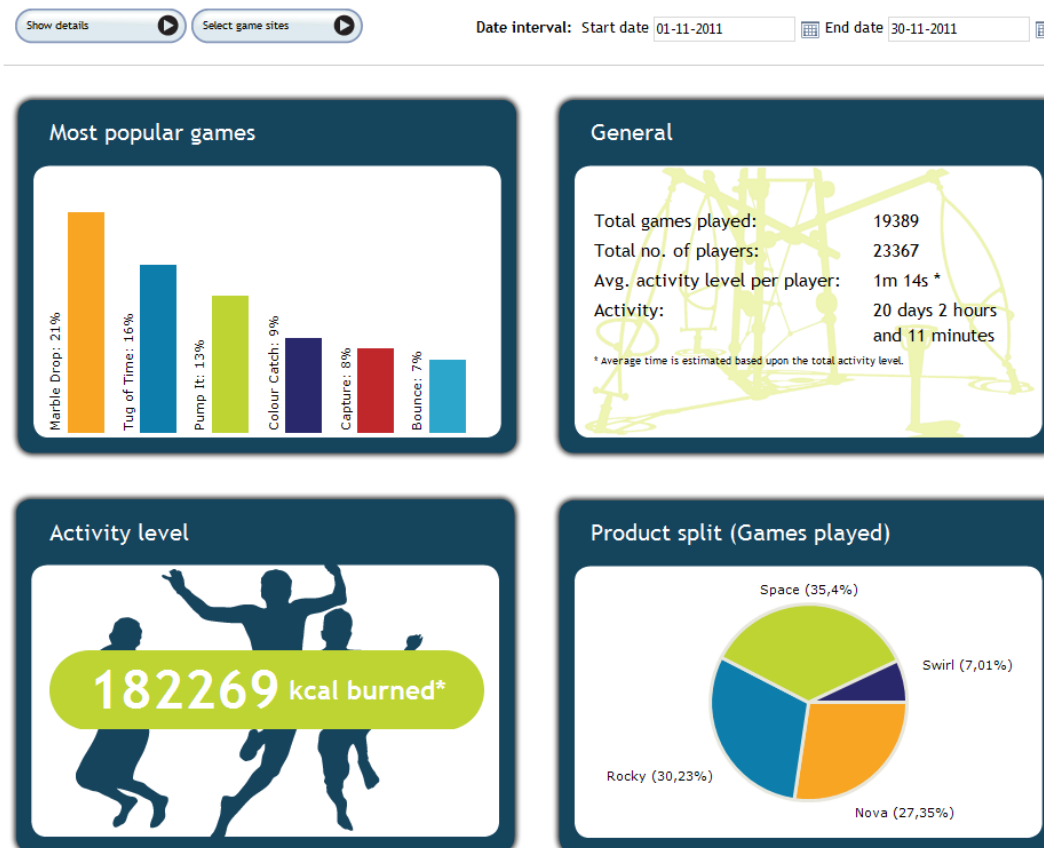 Show details
Select game sites
Date interval: Start date 01-11-2011 End date 30-11-2011
Most popular games
Marble Drop: 21%
Tug of Time: 16%
Pump It: 13%
Colour Catch: 9%
Capture: 8%
Bounce: 7%
General
Total games played: 19389
Total no. of players: 23367
Avg. activity level per player: 1m 14s *
Activity: 20 days 2 hours
and 11 minutes
* Average time is estimated based upon the total activity level.
Activity level
182269 kcal burned*
Product split (Games played)
Space (35,4%)
Swirl (7,01%)
Rocky (30,23%)
Nova (27,35%)